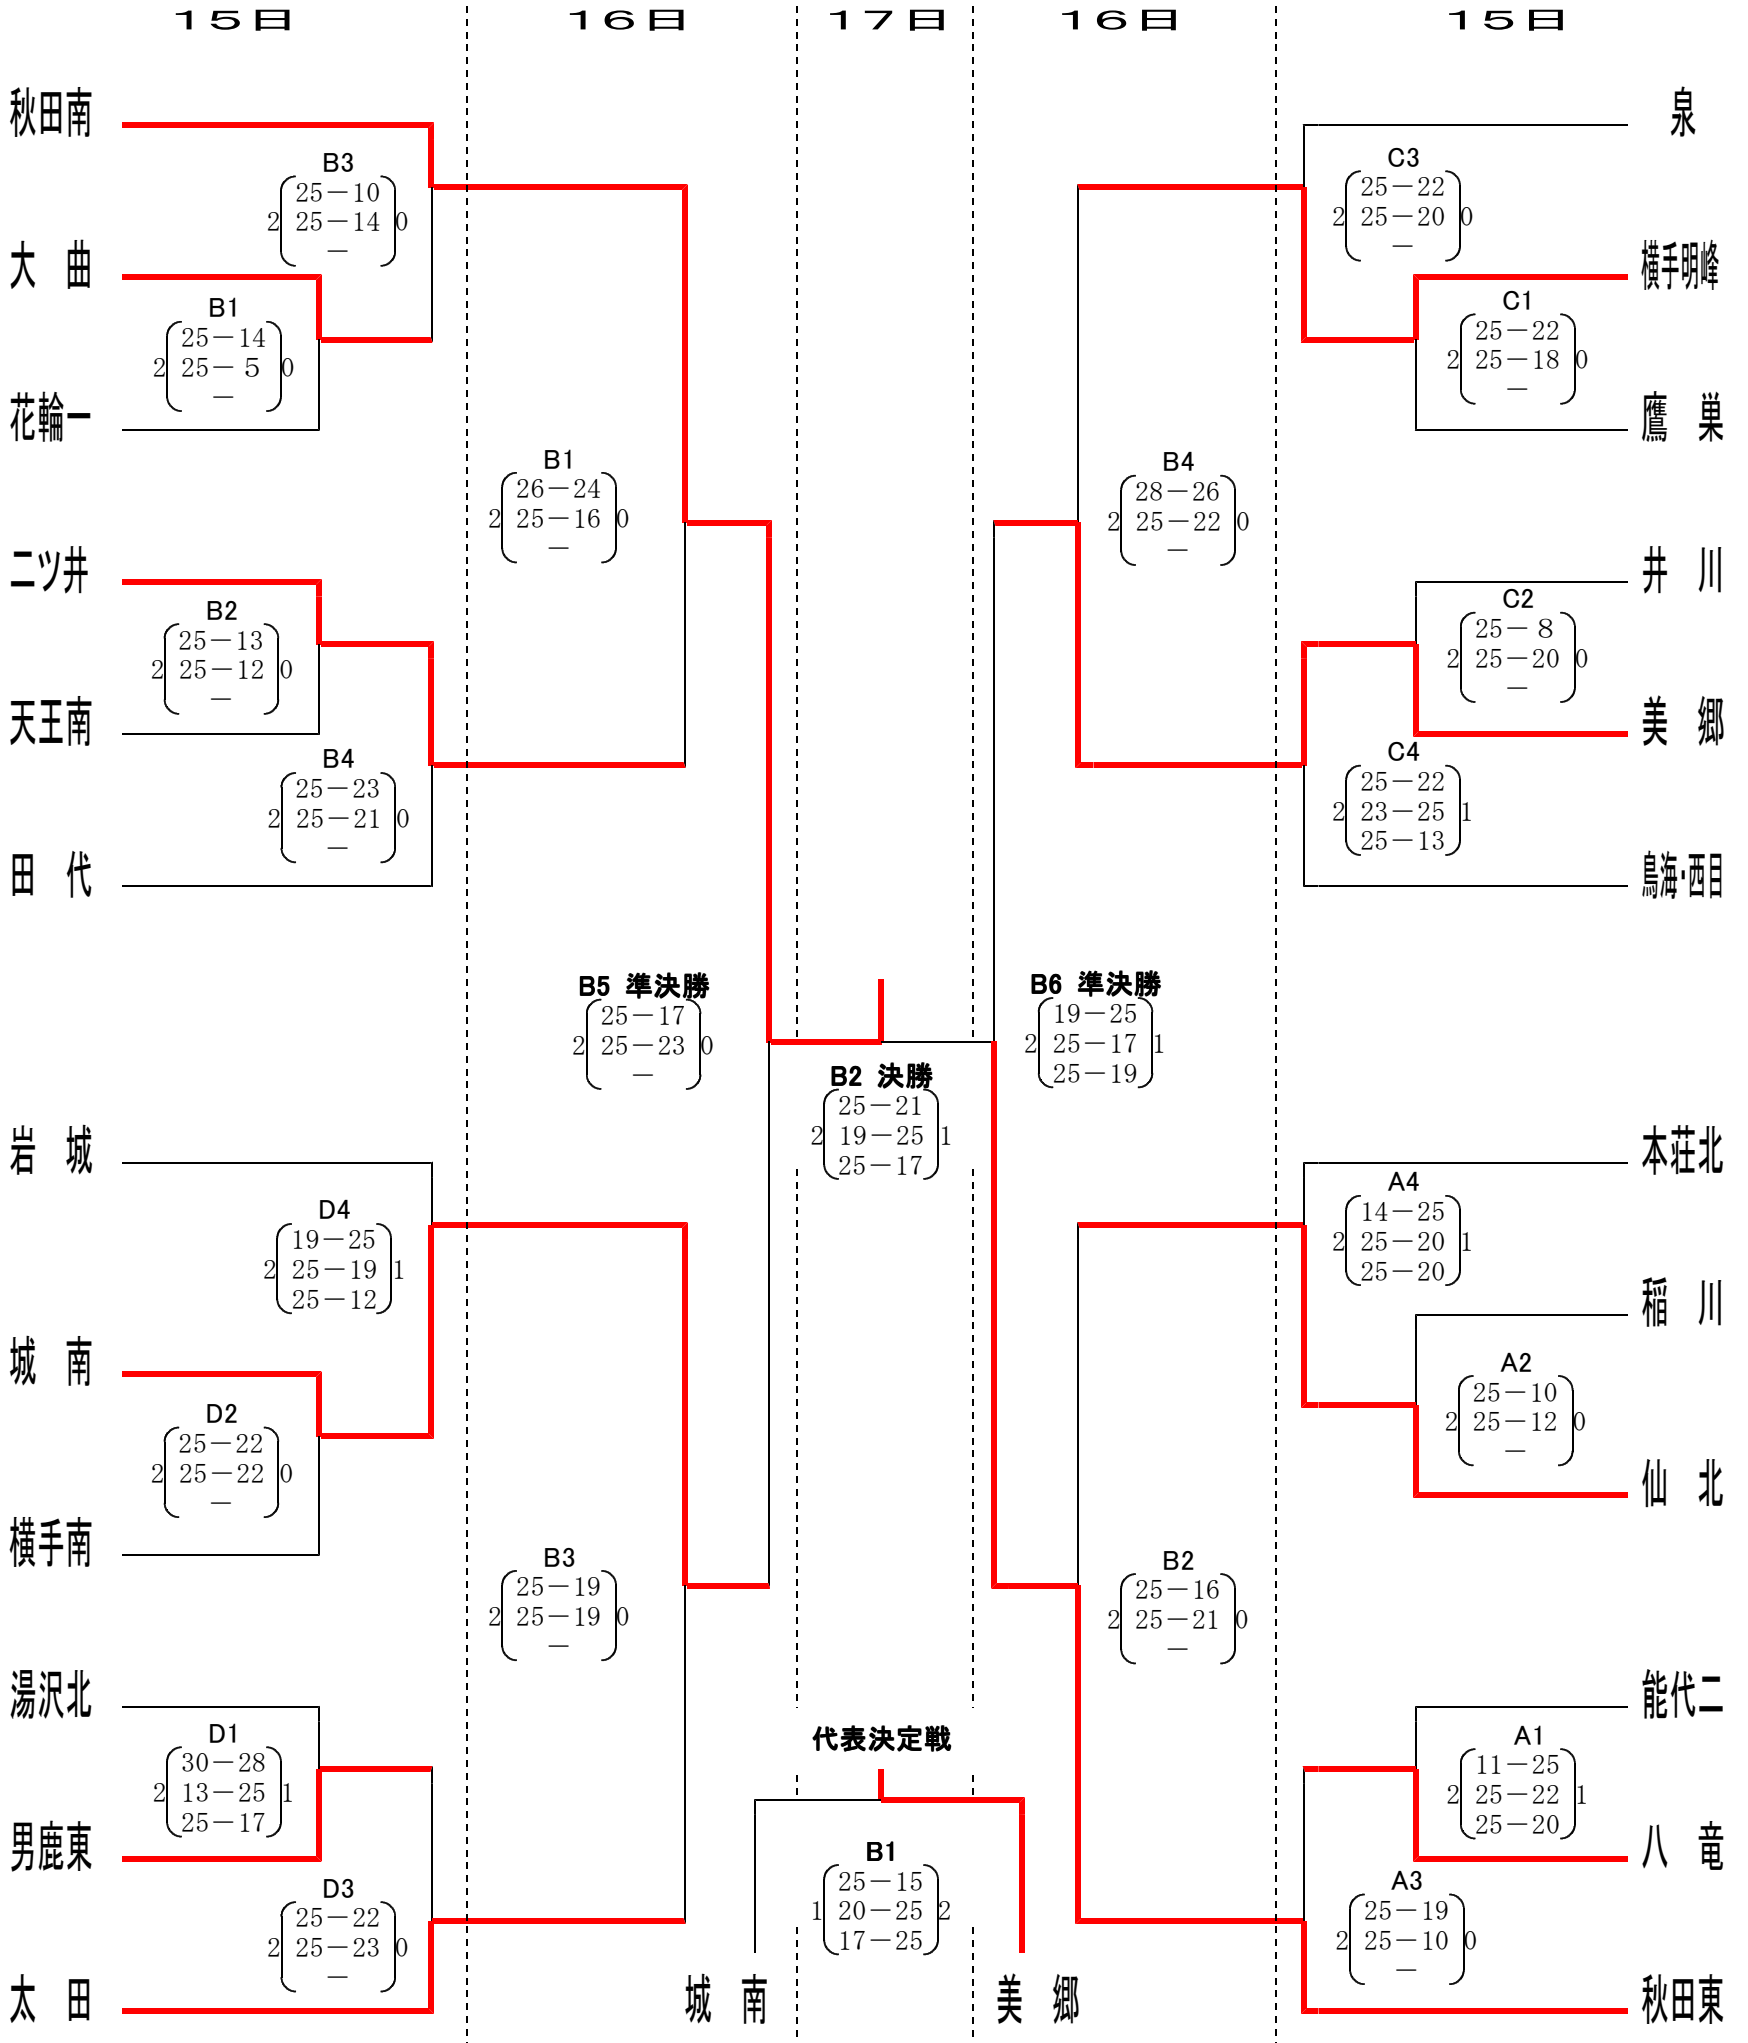 15日 16日 17日 16日 15日
秋田南
B3
25-10
2 25-14 0
-
大 曲
B1
25-14
2 25- 5 0
-
花輪一
B1
26-24
2 25-16 0
-
二ツ井
B2
25-13
2 25-12 0
-
天王南
B4
25-23
2 25-21 0
-
田 代
B5 準決勝
25-17
2 25-23 0
-
岩 城
D4
19-25
2 25-19 1
25-12
城 南
D2
25-22
2 25-22 0
-
横手南
B3
25-19
2 25-19 0
-
湯沢北
D1
30-28
2 13-25 1
25-17
男鹿東
D3
25-22
2 25-23 0
-
太 田
B2 決勝
25-21
2 19-25 1
25-17
代表決定戦
B1
25-15
1 20-25 2
17-25
城 南
美 郷
泉
C3
25-22
2 25-20 0
-
横手明峰
C1
25-22
2 25-18 0
-
鷹 巣
B4
28-26
2 25-22 0
-
井 川
C2
25- 8
2 25-20 0
-
美 郷
C4
25-22
2 23-25 1
25-13
鳥海・西目
B6 準決勝
19-25
2 25-17 1
25-19
本荘北
A4
14-25
2 25-20 1
25-20
稲 川
A2
25-10
2 25-12 0
-
仙 北
B2
25-16
2 25-21 0
-
能代二
A1
11-25
2 25-22 1
25-20
八 竜
A3
25-19
2 25-10 0
-
秋田東